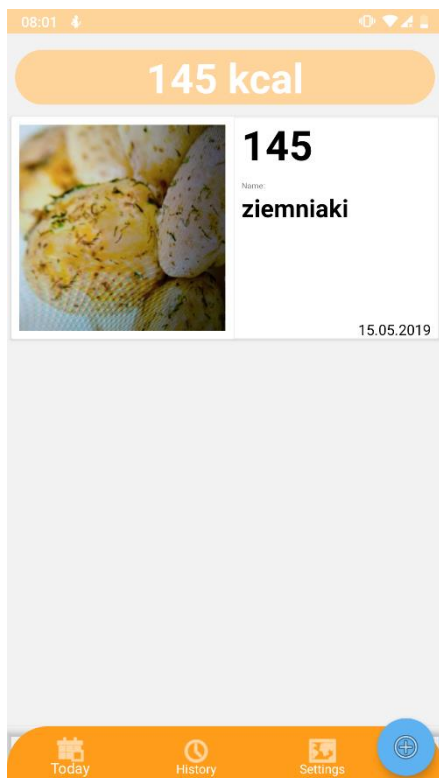 08:01
145 kcal
145
Name:
ziemniaki
15.05.2019
Today
History
Settings